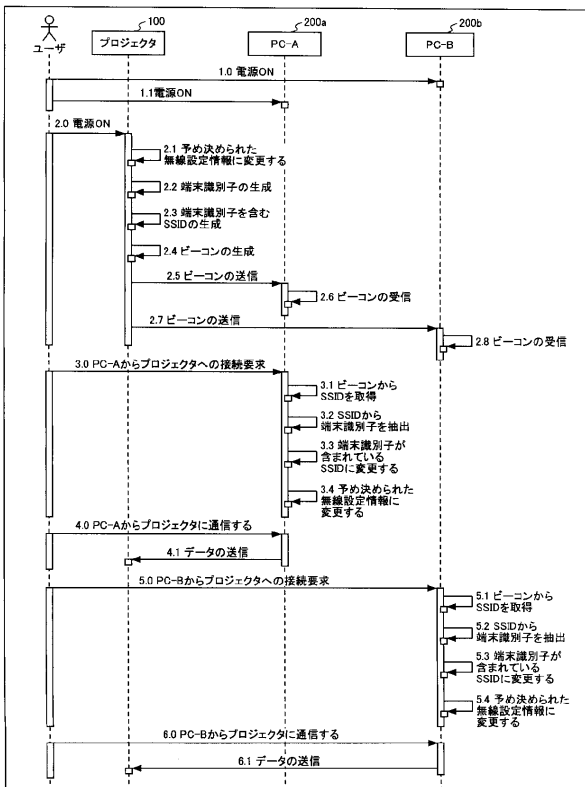 100
200a
200b
ユーザ
プロジェクタ
PC-A
PC-B
1.0 電源ON
1.1電源ON
2.0 電源ON
2.1 予め決められた
無線設定情報に変更する
2.2 端末識別子の生成
2.3 端末識別子を含む
SSIDの生成
2.4 ビーコンの生成
2.5 ビーコンの送信
2.6 ビーコンの受信
2.7 ビーコンの送信
2.8 ビーコンの受信
3.0 PC-Aからプロジェクタへの接続要求
3.1 ビーコンから
SSIDを取得
3.2 SSIDから
端末識別子を抽出
3.3 端末識別子が
含まれている
SSIDに変更する
3.4 予め決められた
無線設定情報に
変更する
4.0 PC-Aからプロジェクタに通信する
4.1 データの送信
5.0 PC-Bからプロジェクタへの接続要求
5.1 ビーコンから
SSIDを取得
5.2 SSIDから
端末識別子を抽出
5.3 端末識別子が
含まれている
SSIDに変更する
5.4 予め決められた
無線設定情報に
変更する
6.0 PC-Bからプロジェクタに通信する
6.1 データの送信